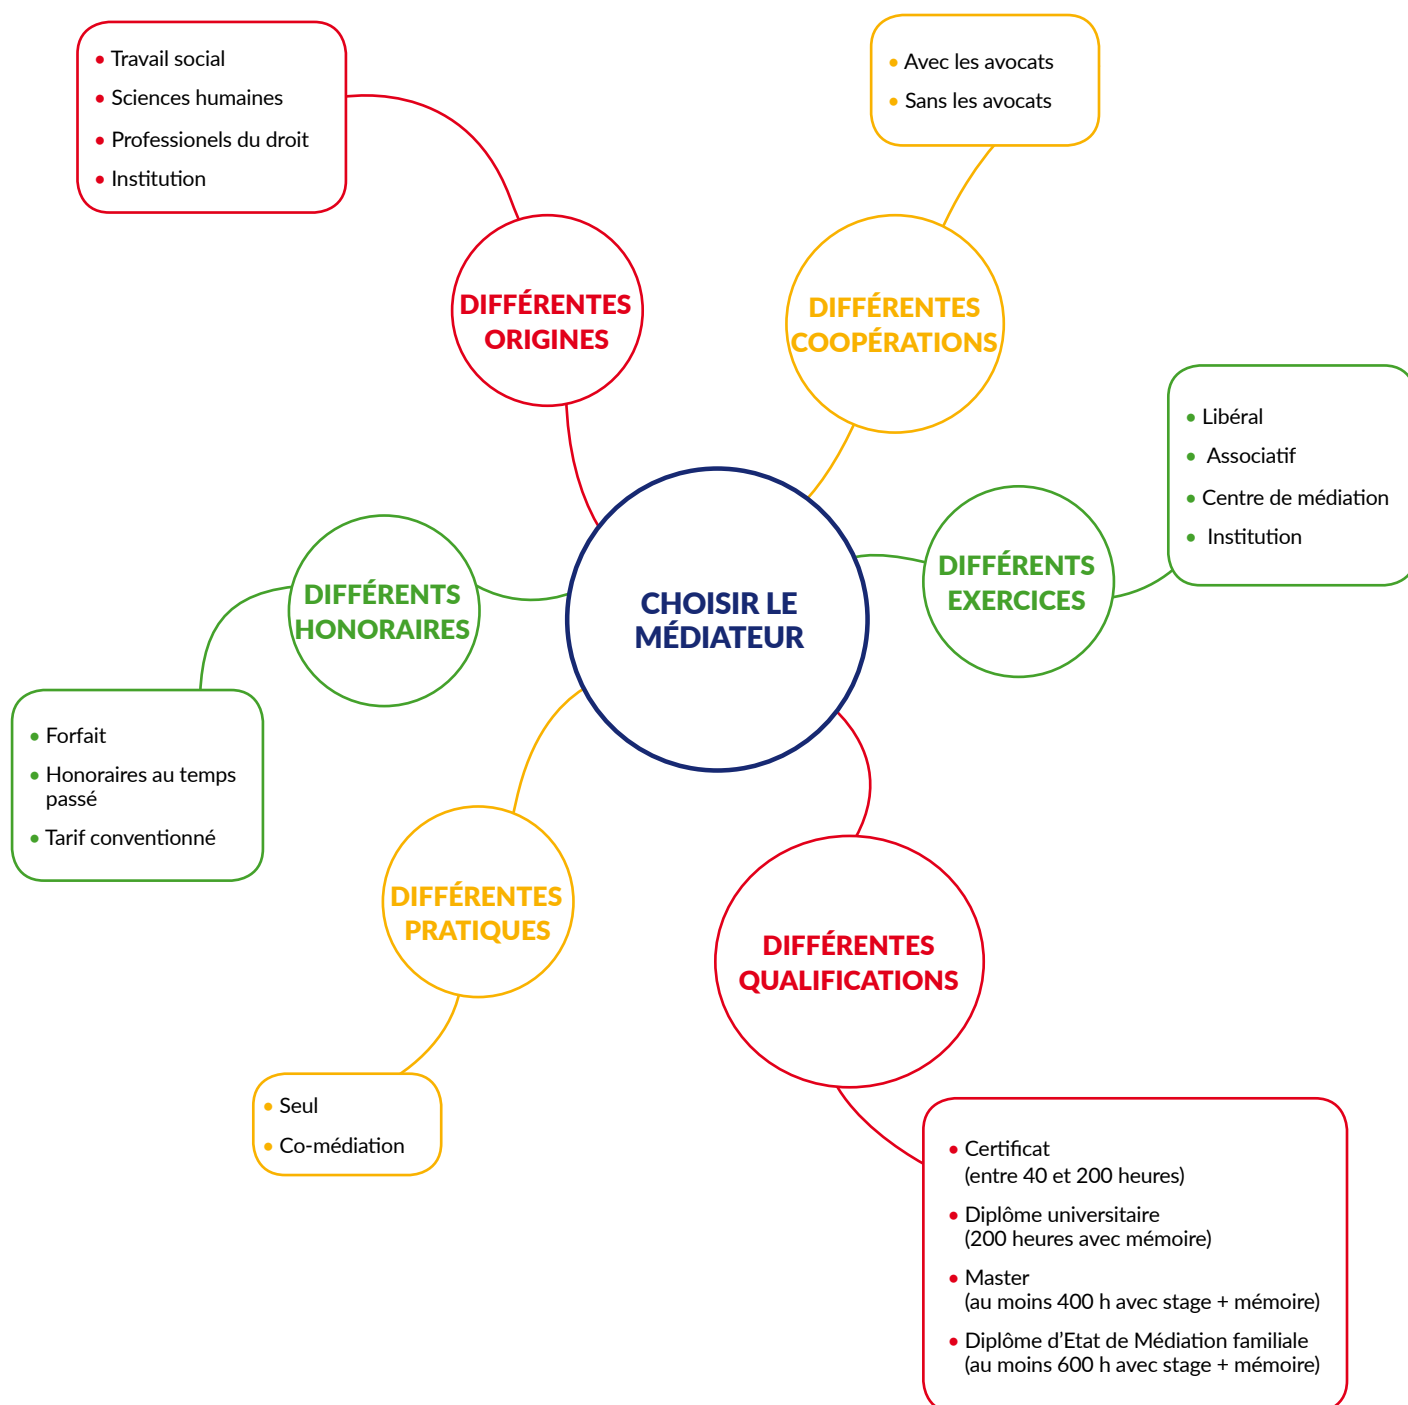 • Travail social
• Sciences humaines
• Professionels du droit
• Institution
• Avec les avocats
• Sans les avocats
DIFFÉRENTES
ORIGINES
DIFFÉRENTES
COOPÉRATIONS
• Libéral
• Associatif
• Centre de médiation
• Institution
DIFFÉRENTS
EXERCICES
DIFFÉRENTS
HONORAIRES
CHOISIR LE
MÉDIATEUR
• Forfait
• Honoraires au temps
passé
• Tarif conventionné
DIFFÉRENTES
PRATIQUES
DIFFÉRENTES
QUALIFICATIONS
• Seul
• Co-médiation
• Certificat
(entre 40 et 200 heures)
• Diplôme universitaire
(200 heures avec mémoire)
• Master
(au moins 400 h avec stage + mémoire)
• Diplôme d’Etat de Médiation familiale
(au moins 600 h avec stage + mémoire)